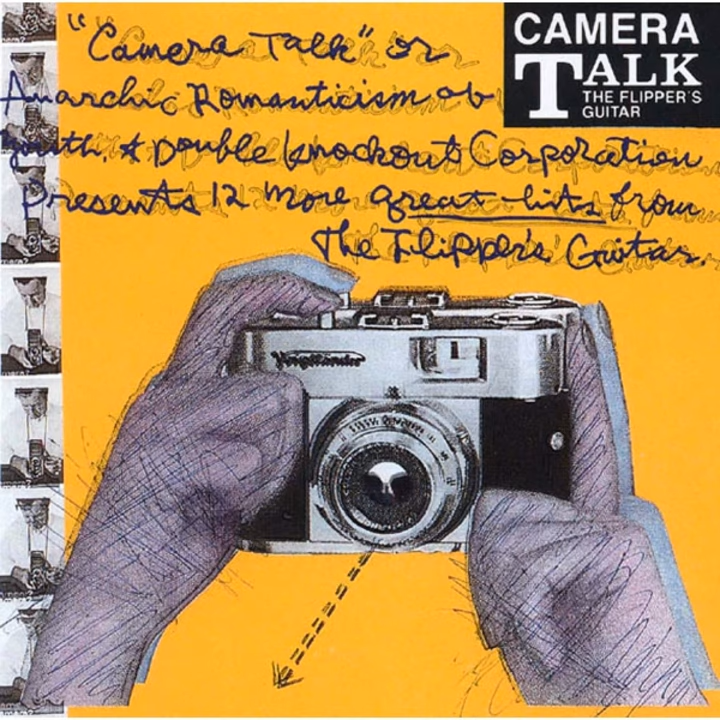 CAMERA
TALK
THE FLIPPER'S
GUITAR
"Camera Talk" or
Anarchic Romanticism of
Youth. ★ Double Knockout Corporation
presents 12 more great hits from
The Flipper's Guitar.
Voigtländer